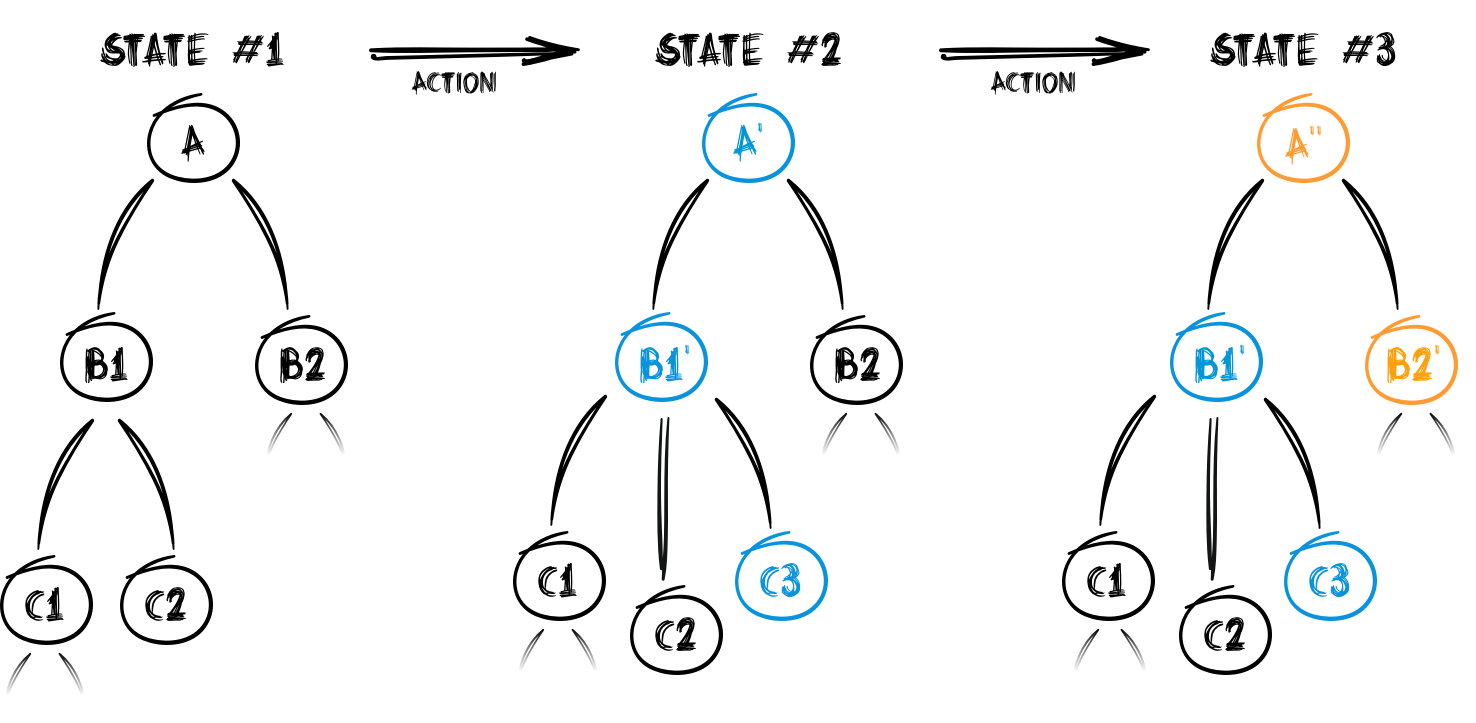 STATE #1
ACTION
STATE #2
ACTION
STATE #3
A
A'
A''
B1
B2
B1'
B2
B1'
B2'
C1
C2
C1
C2
C3
C1
C2
C3